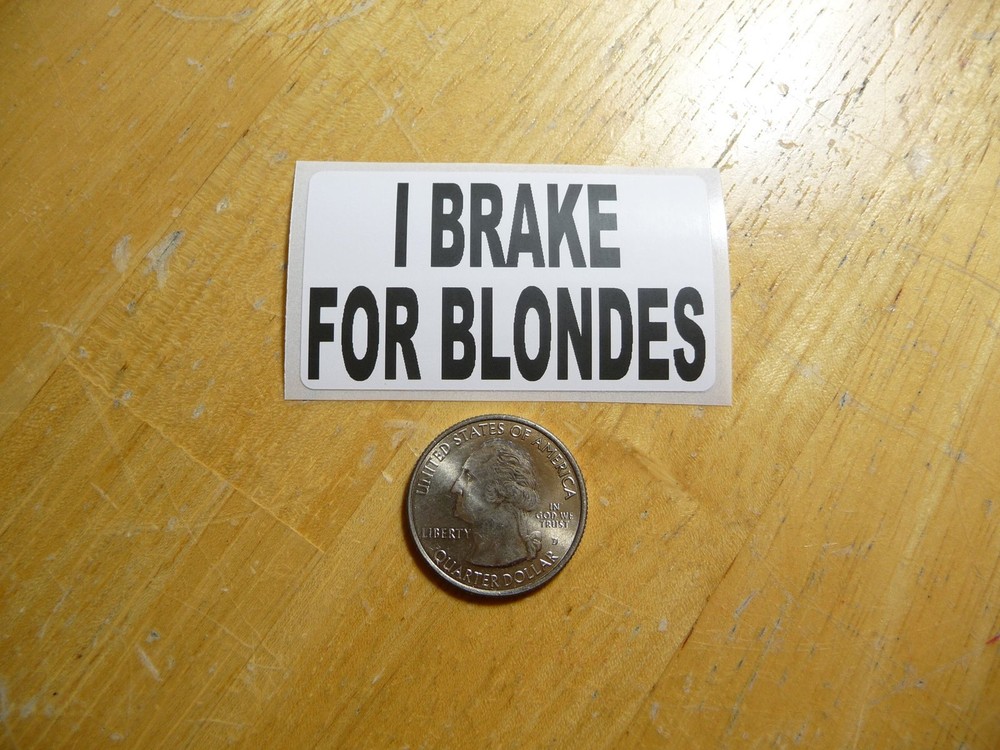 I BRAKE
FOR BLONDES
UNITED STATES OF AMERICA
IN
GOD WE
TRUST
LIBERTY
D
QUARTER DOLLAR